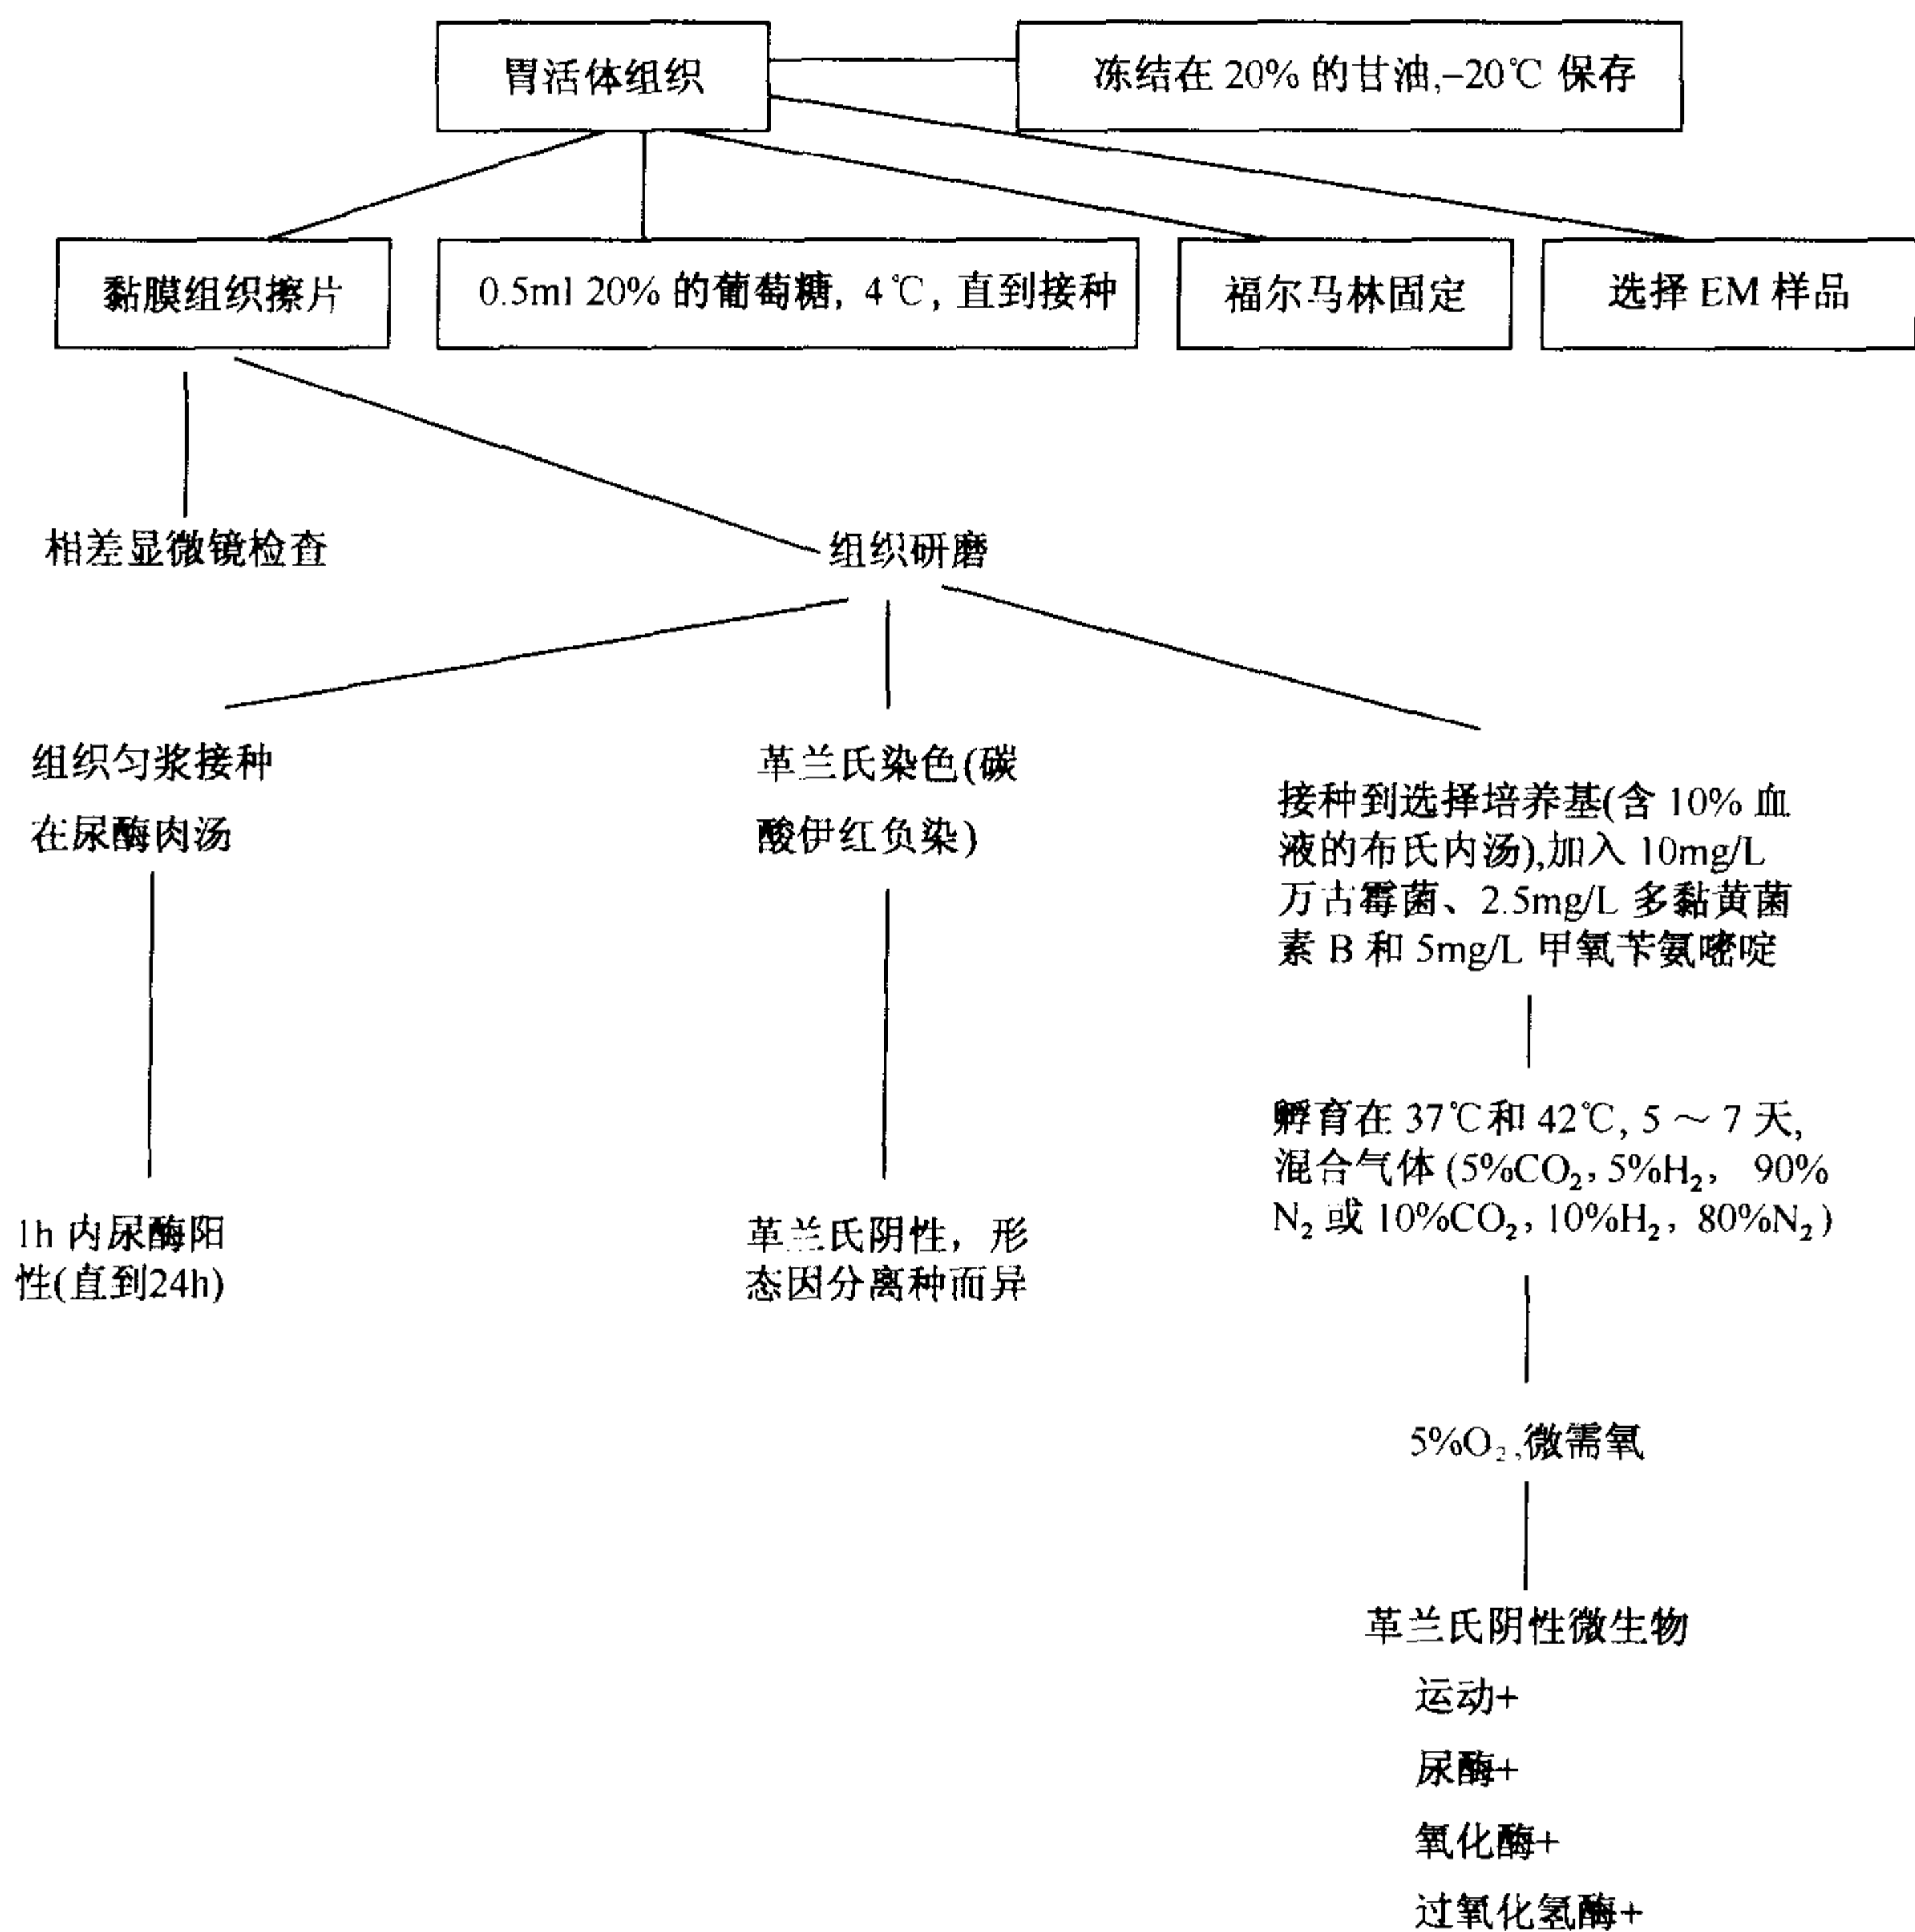 胃活体组织
冻结在 20% 的甘油,-20℃ 保存
黏膜组织擦片
0.5ml 20% 的葡萄糖, 4℃, 直到接种
福尔马林固定
选择 EM 样品
相差显微镜检查
组织研磨
组织匀浆接种
在尿酶肉汤
革兰氏染色(碳
酸伊红负染)
接种到选择培养基(含 10% 血
液的布氏内汤),加入 10mg/L
万古霉菌、2.5mg/L 多黏黄菌
素 B 和 5mg/L 甲氧苄氨嘧啶
孵育在 37℃和 42℃, 5 ～ 7 天,
混合气体 (5%CO₂, 5%H₂, 90%
N₂ 或 10%CO₂, 10%H₂, 80%N₂)
1h 内尿酶阳
性(直到24h)
革兰氏阴性，形
态因分离种而异
5%O₂,微需氧
革兰氏阴性微生物
运动+
尿酶+
氧化酶+
过氧化氢酶+